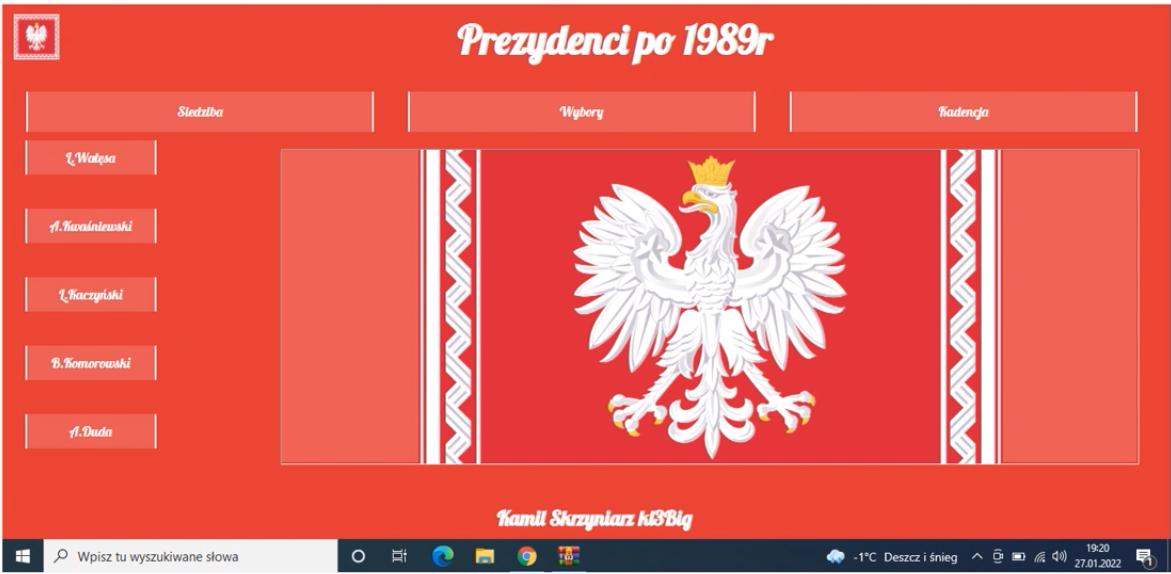 Prezydenci po 1989r
Siedziba
Wybory
Kadencja
L.Wałęsa
A.Kwaśniewski
L.Kaczyński
B.Komorowski
A.Duda
Kamil Skrzyniarz kl3Big
Wpisz tu wyszukiwane słowa
-1°C Deszcz i śnieg
19:20
27.01.2022
1